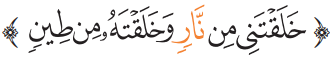 ﴿ خَلَقْتَنِى مِن نَّارٍ وَخَلَقْتَهُۥ مِن طِينٍ ﴾